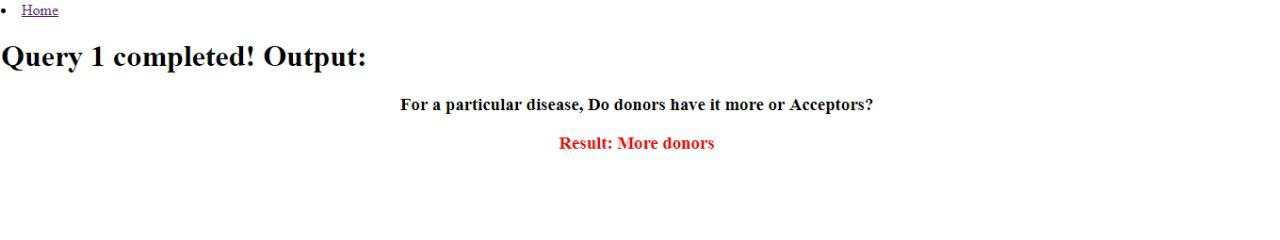 Home
Query 1 completed! Output:
For a particular disease, Do donors have it more or Acceptors?
Result: More donors